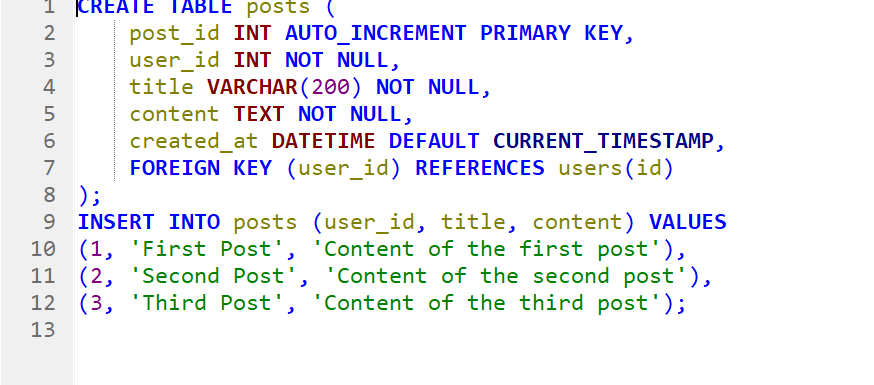 1 CREATE TABLE posts (
2 post_id INT AUTO_INCREMENT PRIMARY KEY,
3 user_id INT NOT NULL,
4 title VARCHAR(200) NOT NULL,
5 content TEXT NOT NULL,
6 created_at DATETIME DEFAULT CURRENT_TIMESTAMP,
7 FOREIGN KEY (user_id) REFERENCES users(id)
8 );
9 INSERT INTO posts (user_id, title, content) VALUES
10 (1, 'First Post', 'Content of the first post'),
11 (2, 'Second Post', 'Content of the second post'),
12 (3, 'Third Post', 'Content of the third post');
13